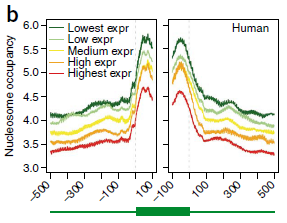 b
Nucleosome occupancy
6.0
5.5
5.0
4.5
4.0
3.5
3.0
Lowest expr
Low expr
Medium expr
High expr
Highest expr
Human
−500 −300 −100 100
−100 100 300 500